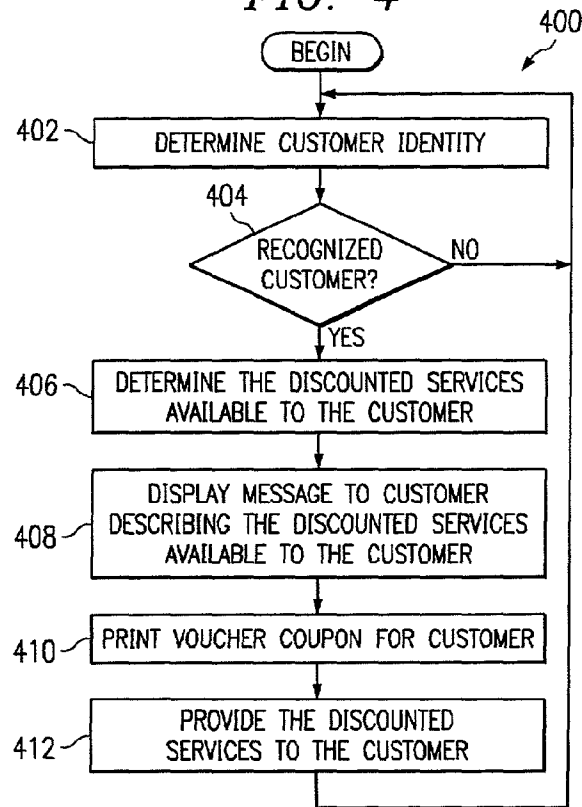 FIG. 4
400
BEGIN
402
DETERMINE CUSTOMER IDENTITY
404
RECOGNIZED
CUSTOMER?
NO
YES
406
DETERMINE THE DISCOUNTED SERVICES
AVAILABLE TO THE CUSTOMER
408
DISPLAY MESSAGE TO CUSTOMER
DESCRIBING THE DISCOUNTED SERVICES
AVAILABLE TO THE CUSTOMER
410
PRINT VOUCHER COUPON FOR CUSTOMER
412
PROVIDE THE DISCOUNTED
SERVICES TO THE CUSTOMER